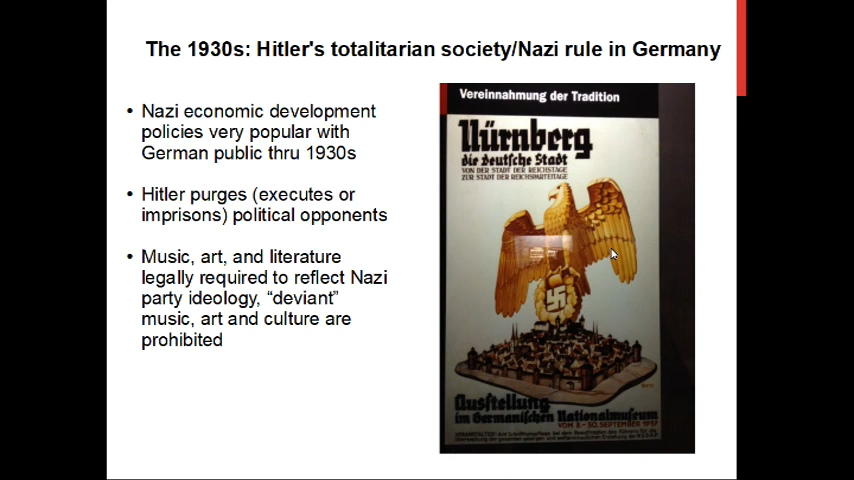 The 1930s: Hitler's totalitarian society/Nazi rule in Germany
• Nazi economic development
policies very popular with
German public thru 1930s
• Hitler purges (executes or
imprisons) political opponents
• Music, art, and literature
legally required to reflect Nazi
party ideology, “deviant”
music, art and culture are
prohibited
Vereinnahmung der Tradition
Nürnberg
die deutsche Stadt
VON DER STADT DER REICHSTAGE
ZUR STADT DER REICHSPARTEITAGE
Ausstellung
im Germanischen Nationalmuseum
VOM 8.-30. SEPTEMBER 1937